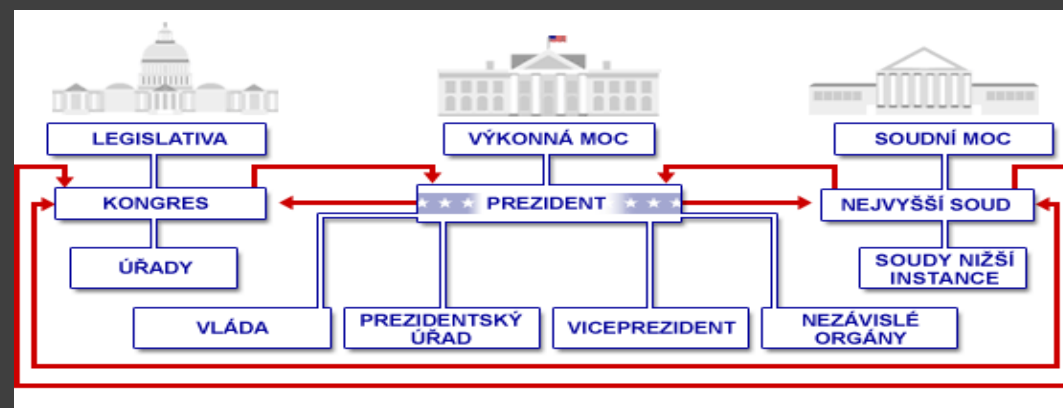 LEGISLATIVA
VÝKONNÁ MOC
SOUDNÍ MOC
KONGRES
PREZIDENT
NEJVYŠŠÍ SOUD
ÚŘADY
SOUDY NIŽŠÍ
INSTANCE
VLÁDA
PREZIDENTSKÝ
ÚŘAD
VICEPREZIDENT
NEZÁVISLÉ
ORGÁNY